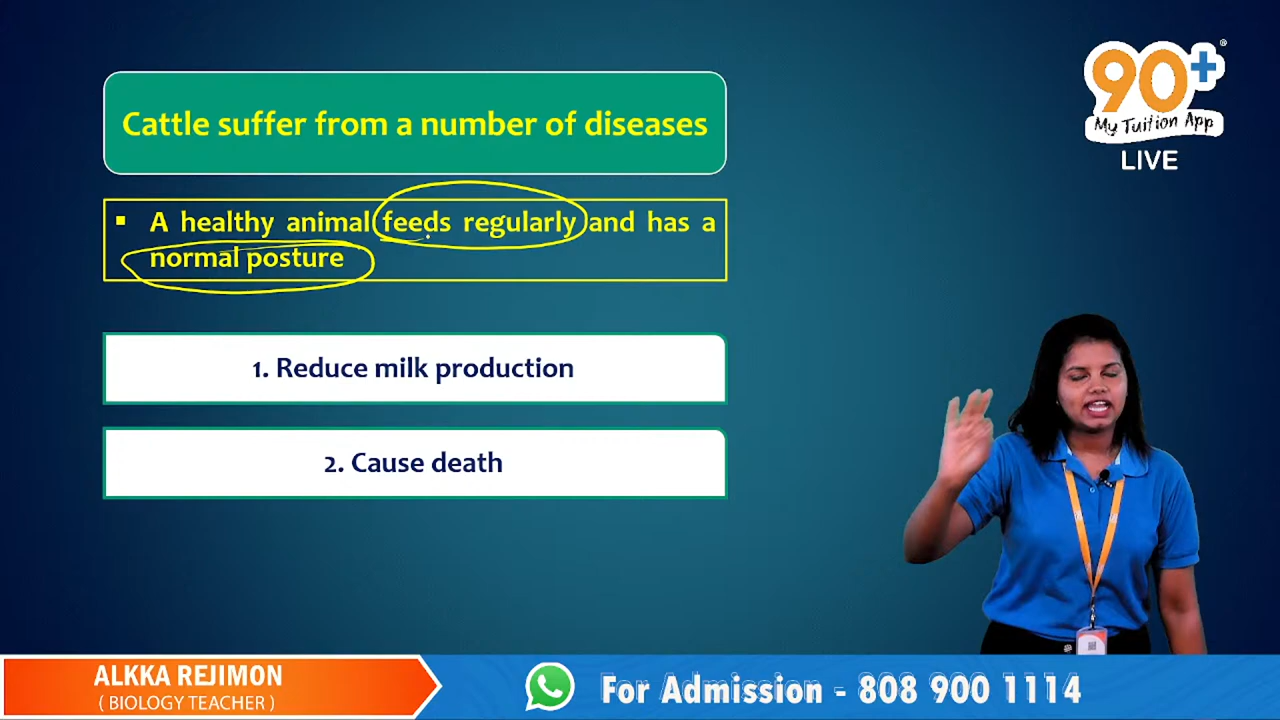 90+
®
My Tuition App
LIVE
Cattle suffer from a number of diseases
▪ A healthy animal feeds regularly and has a
normal posture
1. Reduce milk production
2. Cause death
ALKKA REJIMON
( BIOLOGY TEACHER )
For Admission - 808 900 1114